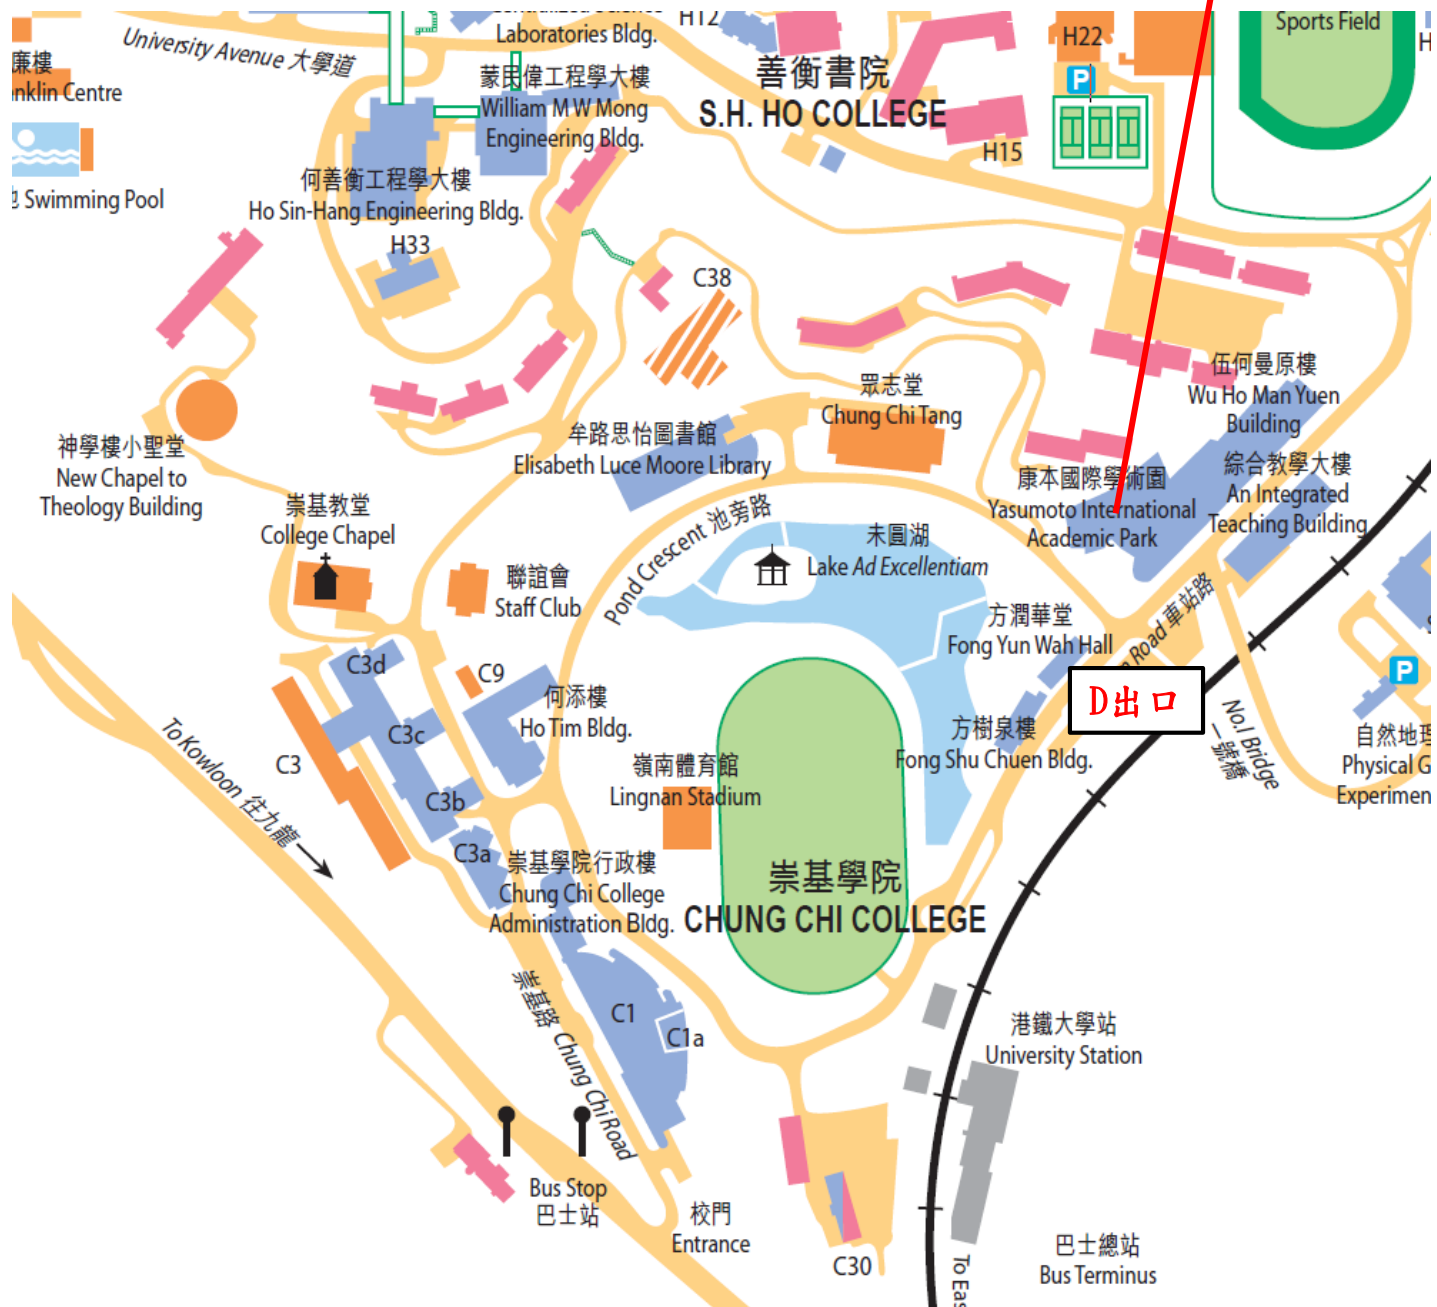 Laboratories Bldg.
H12
Sports Field
University Avenue 大學道
H22
P
廉樓
nklin Centre
蒙民偉工程學大樓
William M W Mong
Engineering Bldg.
善衡書院
S.H. HO COLLEGE
H15
Swimming Pool
何善衡工程學大樓
Ho Sin-Hang Engineering Bldg.
H33
C38
眾志堂
Chung Chi Tang
伍何曼原樓
Wu Ho Man Yuen
Building
牟路思怡圖書館
Elisabeth Luce Moore Library
神學樓小聖堂
New Chapel to
Theology Building
崇基教堂
College Chapel
康本國際學術園
Yasumoto International
Academic Park
綜合教學大樓
An Integrated
Teaching Building
Pond Crescent 池旁路
未圓湖
Lake Ad Excellentiam
聯誼會
Staff Club
方潤華堂
Fong Yun Wah Hall
Road 車站路
C3d
C9
P
D出口
何添樓
Ho Tim Bldg.
C3c
方樹泉樓
Fong Shu Chuen Bldg.
No.1 Bridge
一號橋
自然地理
Physical G
Experimen
To Kowloon 往九龍
C3
嶺南體育館
Lingnan Stadium
C3b
C3a
崇基學院行政樓
Chung Chi College
Administration Bldg.
崇基學院
CHUNG CHI COLLEGE
崇基路 Chung Chi Road
C1
C1a
港鐵大學站
University Station
Bus Stop
巴士站
校門
Entrance
C30
To Eas
巴士總站
Bus Terminus